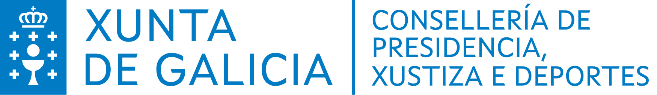 XUNTA
DE GALICIA
CONSELLERÍA DE
PRESIDENCIA,
XUSTIZA E DEPORTES